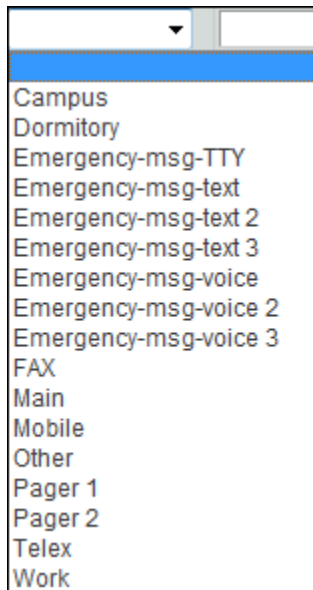 Campus
Dormitory
Emergency-msg-TTY
Emergency-msg-text
Emergency-msg-text 2
Emergency-msg-text 3
Emergency-msg-voice
Emergency-msg-voice 2
Emergency-msg-voice 3
FAX
Main
Mobile
Other
Pager 1
Pager 2
Telex
Work